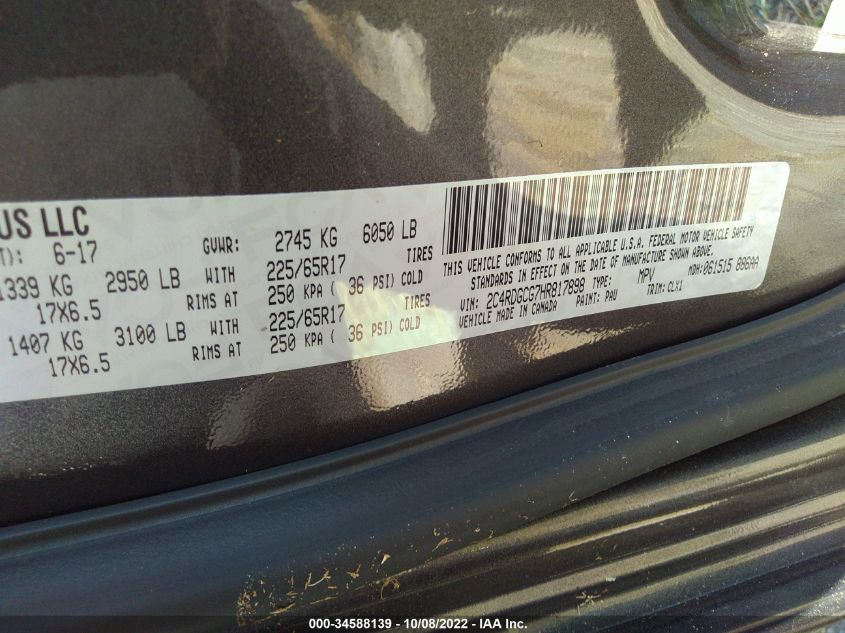 US LLC
T): 6-17 GVWR: 2745 KG 6050 LB
1339 KG 2950 LB WITH 225/65R17 TIRES
17X6.5 RIMS AT 250 KPA ( 36 PSI) COLD
1407 KG 3100 LB WITH 225/65R17 TIRES
17X6.5 RIMS AT 250 KPA ( 36 PSI) COLD
THIS VEHICLE CONFORMS TO ALL APPLICABLE U.S.A. FEDERAL MOTOR VEHICLE SAFETY
STANDARDS IN EFFECT ON THE DATE OF MANUFACTURE SHOWN ABOVE.
VIN: 2C4RDGCG7HR817898 TYPE: MPV MDH: 061515 886AA
VEHICLE MADE IN CANADA PAINT: PAU TRIM: CLX1
000-34588139 - 10/08/2022 - IAA Inc.